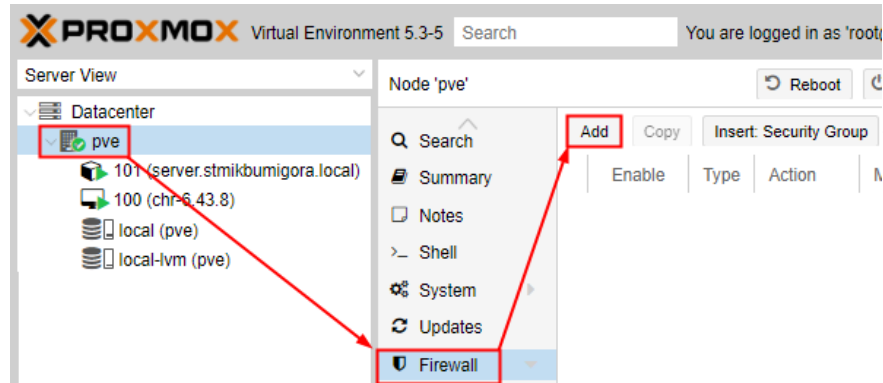 PROXMOX Virtual Environment 5.3-5 Search You are logged in as 'root@
Server View
Datacenter
pve
101 (server.stmikbumigora.local)
100 (chr-6.43.8)
local (pve)
local-lvm (pve)
Node 'pve'
Reboot
Search
Summary
Notes
Shell
System
Updates
Firewall
Add Copy Insert: Security Group
Enable Type Action